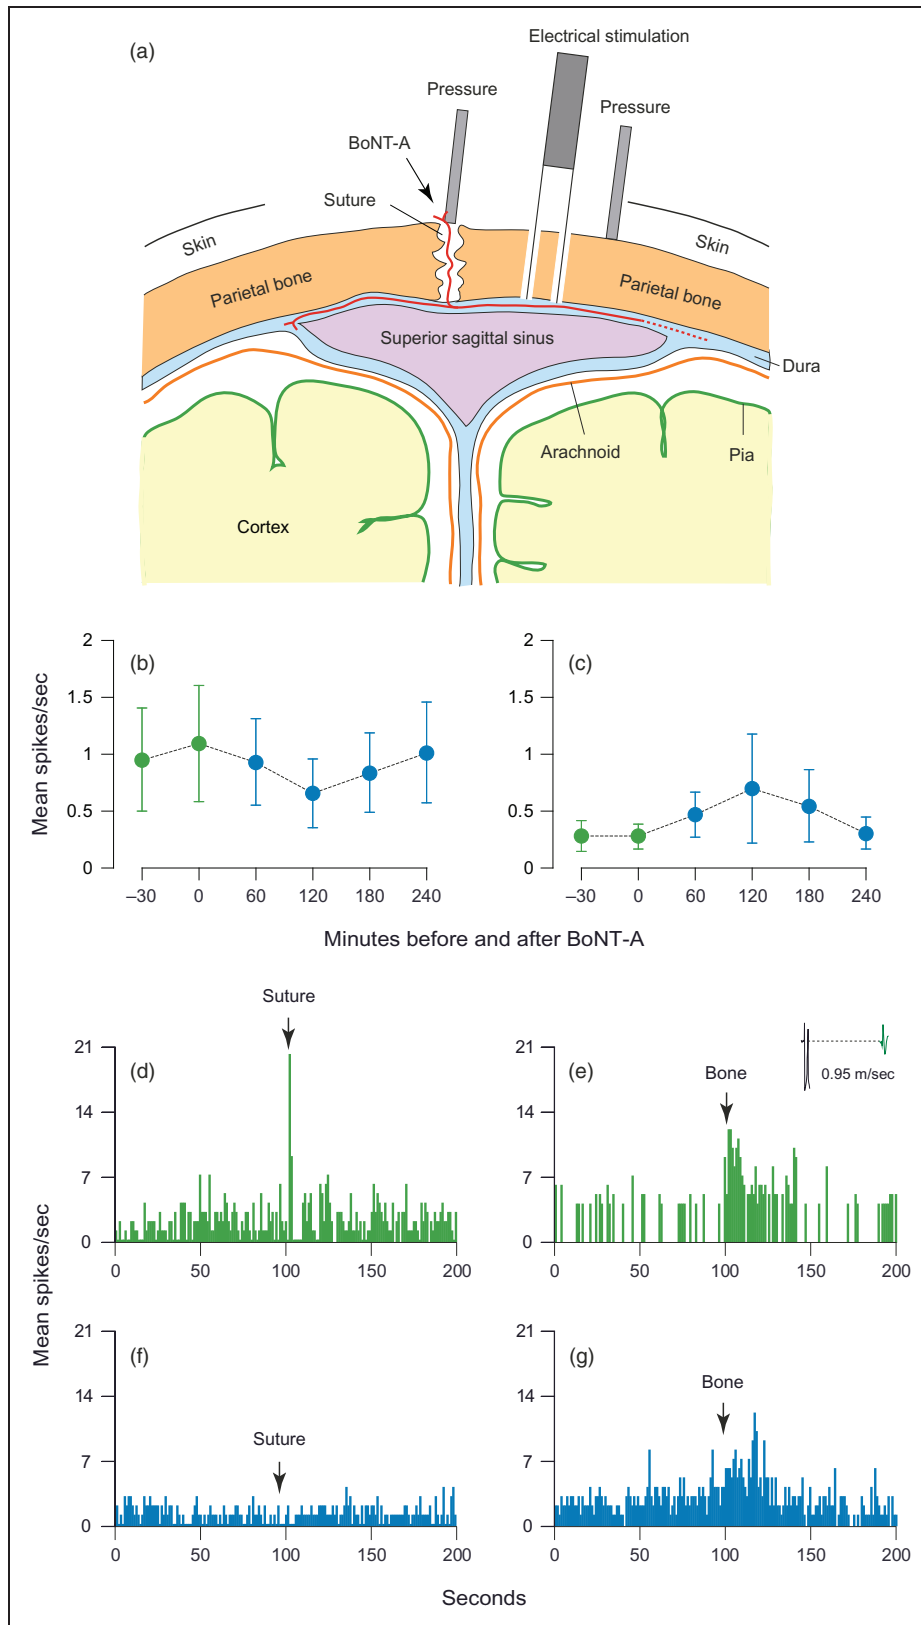 (a)
Electrical stimulation
Pressure
Pressure
BoNT-A
Suture
Skin
Skin
Parietal bone
Parietal bone
Superior sagittal sinus
Dura
Arachnoid
Pia
Cortex
Mean spikes/sec
(b)
2
1.5
1
0.5
0
–30 0 60 120 180 240
(c)
2
1.5
1
0.5
0
–30 0 60 120 180 240
Minutes before and after BoNT-A
Mean spikes/sec
(d)
Suture
21
14
7
0
0 50 100 150 200
(e)
Bone
0.95 m/sec
21
14
7
0
0 50 100 150 200
(f)
Suture
21
14
7
0
0 50 100 150 200
(g)
Bone
21
14
7
0
0 50 100 150 200
Seconds